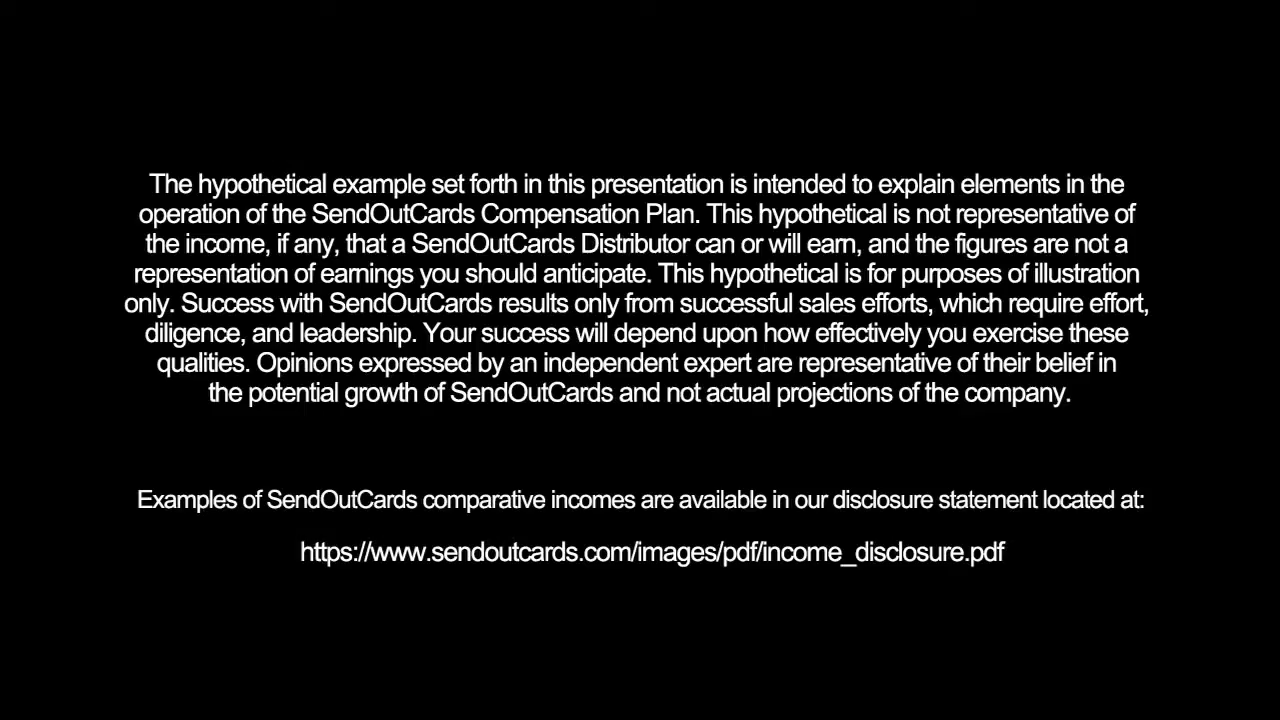 The hypothetical example set forth in this presentation is intended to explain elements in the
operation of the SendOutCards Compensation Plan. This hypothetical is not representative of
the income, if any, that a SendOutCards Distributor can or will earn, and the figures are not a
representation of earnings you should anticipate. This hypothetical is for purposes of illustration
only. Success with SendOutCards results only from successful sales efforts, which require effort,
diligence, and leadership. Your success will depend upon how effectively you exercise these
qualities. Opinions expressed by an independent expert are representative of their belief in
the potential growth of SendOutCards and not actual projections of the company.
Examples of SendOutCards comparative incomes are available in our disclosure statement located at:
https://www.sendoutcards.com/images/pdf/income_disclosure.pdf